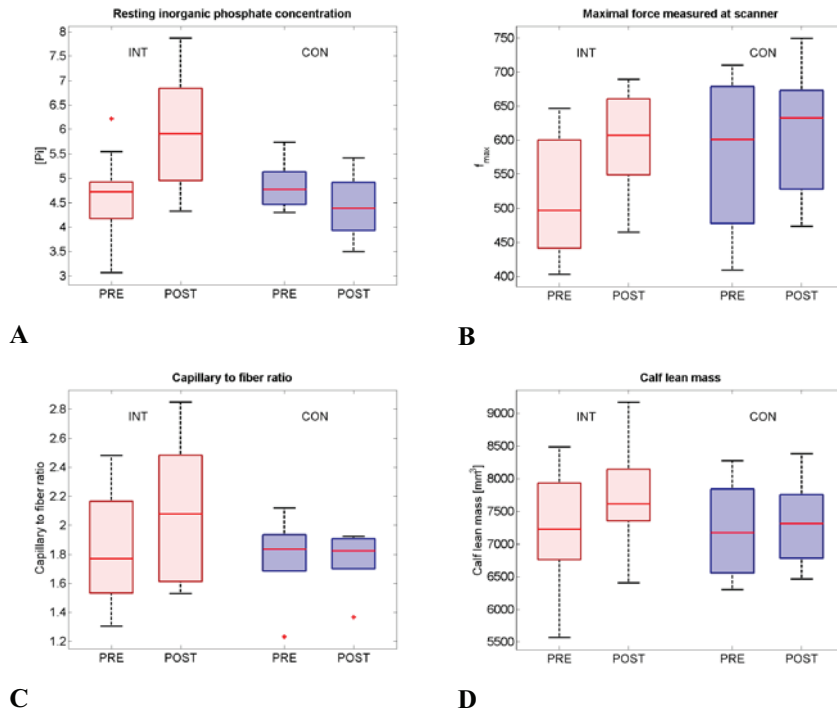 Resting inorganic phosphate concentration
8
7.5
7
6.5
6
5.5
5
4.5
4
3.5
3
[Pi]
INT
CON
PRE
POST
PRE
POST
A
Maximal force measured at scanner
750
700
650
600
550
500
450
400
f max
INT
CON
PRE
POST
PRE
POST
B
Capillary to fiber ratio
2.8
2.6
2.4
2.2
2
1.8
1.6
1.4
1.2
Capillary to fiber ratio
INT
CON
PRE
POST
PRE
POST
C
Calf lean mass
9000
8500
8000
7500
7000
6500
6000
5500
Calf lean mass [mm³]
INT
CON
PRE
POST
PRE
POST
D